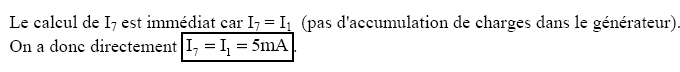 Le calcul de I₇ est immédiat car I₇ = I₁ (pas d'accumulation de charges dans le générateur).
On a donc directement I₇ = I₁ = 5mA.